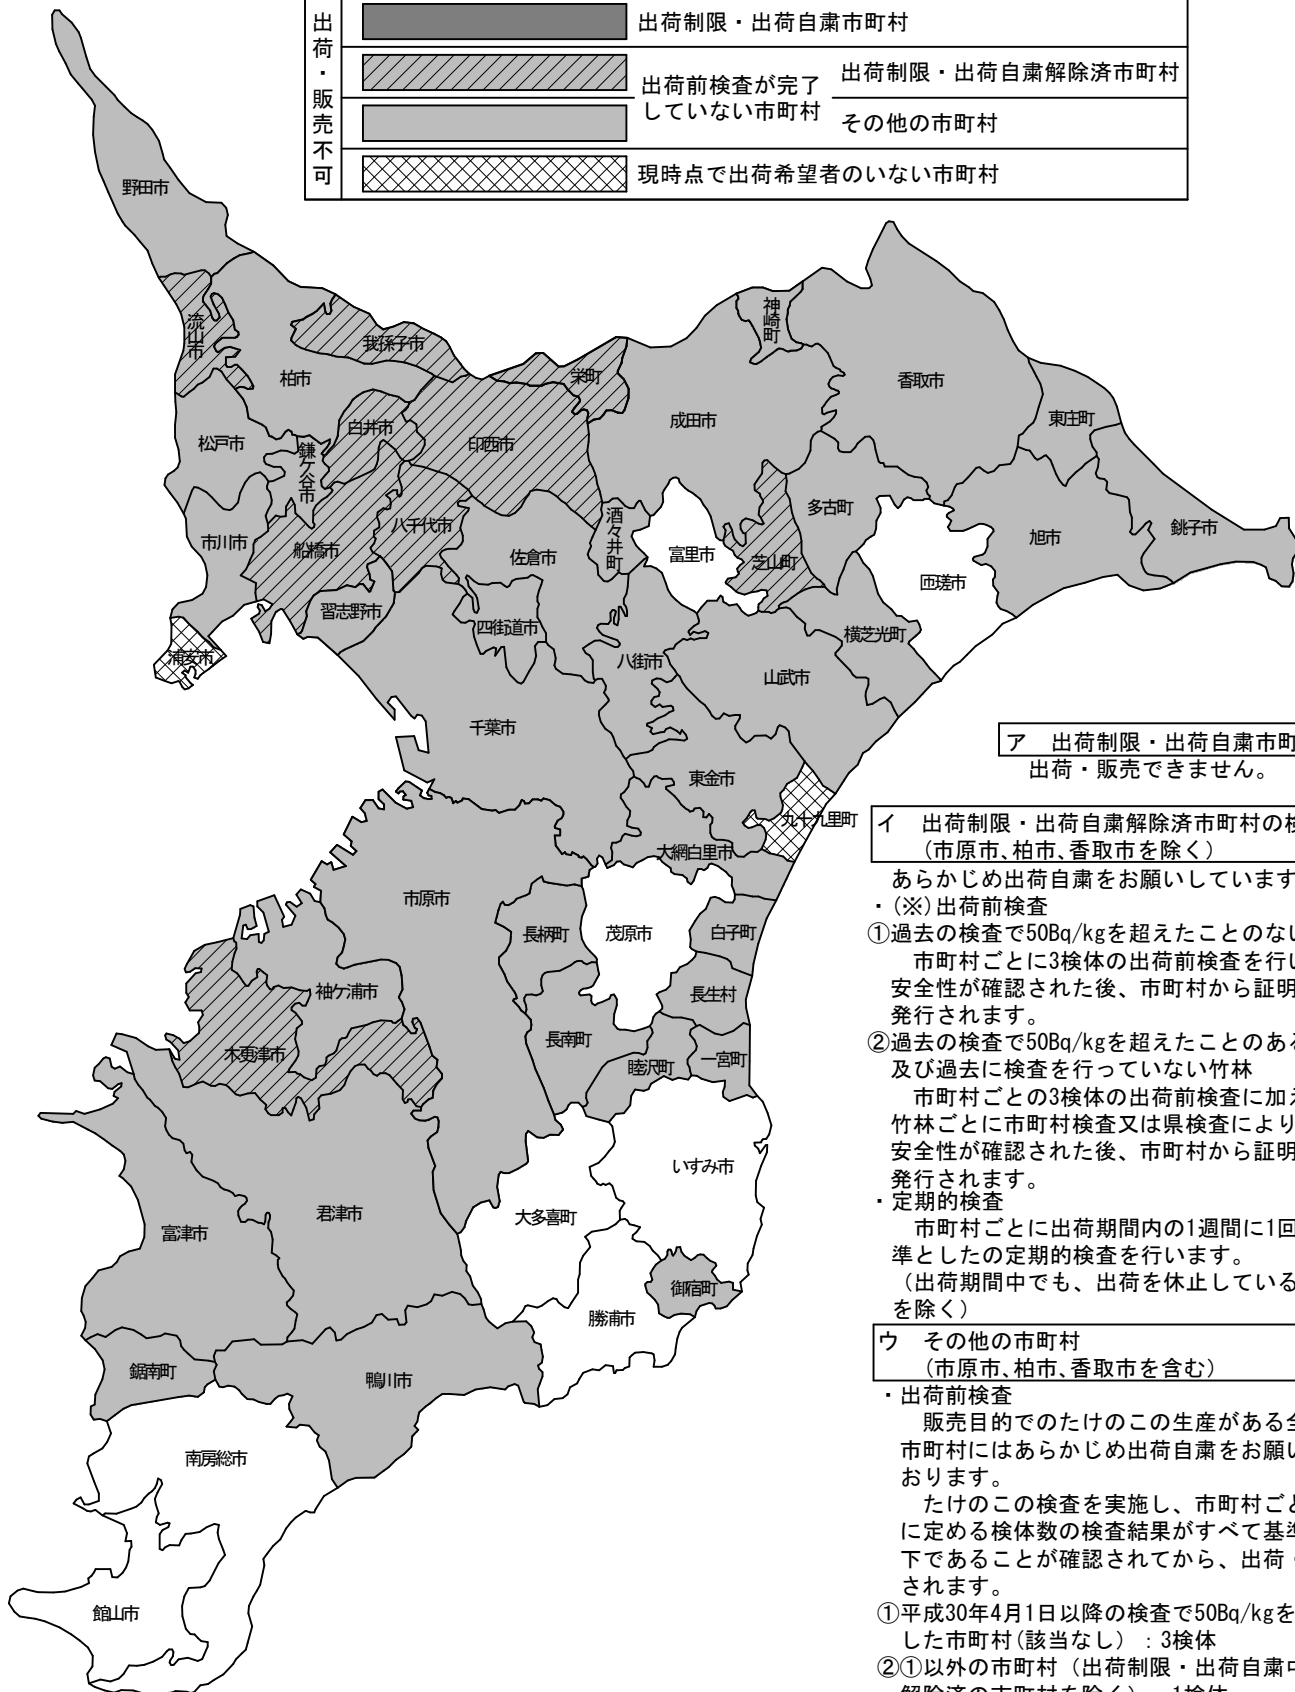 出荷・販売不可
出荷制限・出荷自粛市町村
出荷前検査が完了
していない市町村
出荷制限・出荷自粛解除済市町村
その他の市町村
現時点で出荷希望者のいない市町村
野田市
流山市
我孫子市
柏市
栄町
神崎町
香取市
成田市
東庄町
松戸市
鎌ケ谷市
白井市
印西市
多古町
銚子市
旭市
市川市
船橋市
八千代市
佐倉市
酒々井町
富里市
芝山町
匝瑳市
習志野市
四街道市
横芝光町
浦安市
八街市
山武市
千葉市
東金市
九十九里町
大網白里市
市原市
長柄町
茂原市
白子町
袖ケ浦市
長生村
木更津市
長南町
睦沢町
一宮町
いすみ市
大多喜町
君津市
富津市
御宿町
勝浦市
鋸南町
鴨川市
南房総市
館山市
ア　出荷制限・出荷自粛市町
出荷・販売できません。
イ　出荷制限・出荷自粛解除済市町村の検
(市原市、柏市、香取市を除く)
あらかじめ出荷自粛をお願いしています
・(※)出荷前検査
①過去の検査で50Bq/kgを超えたことのない
市町村ごとに3検体の出荷前検査を行い
安全性が確認された後、市町村から証明
発行されます。
②過去の検査で50Bq/kgを超えたことのある
及び過去に検査を行っていない竹林
市町村ごとの3検体の出荷前検査に加え
竹林ごとに市町村検査又は県検査により
安全性が確認された後、市町村から証明
発行されます。
・定期的検査
市町村ごとに出荷期間内の1週間に1回
準としたの定期的検査を行います。
（出荷期間中でも、出荷を休止している
を除く）
ウ　その他の市町村
(市原市、柏市、香取市を含む)
・出荷前検査
販売目的でのたけのこの生産がある全
市町村にはあらかじめ出荷自粛をお願い
おります。
たけのこの検査を実施し、市町村ごと
に定める検体数の検査結果がすべて基準
下であることが確認されてから、出荷・
されます。
①平成30年4月1日以降の検査で50Bq/kgを
した市町村(該当なし）：3検体
②①以外の市町村（出荷制限・出荷自粛中
解除済の市町村を除く）：1検体